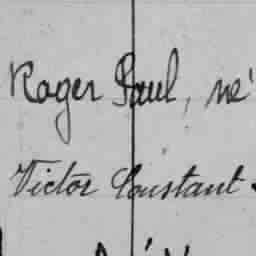 Roger Paul, né
Victor Constant